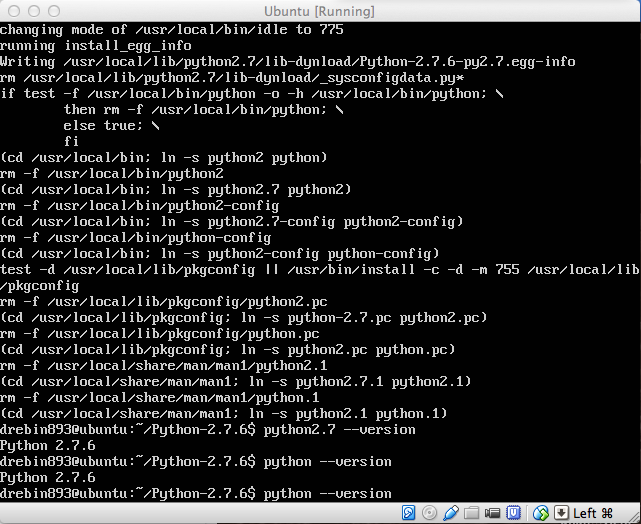 Ubuntu [Running]
changing mode of /usr/local/bin/idle to 775
running install_egg_info
Writing /usr/local/lib/python2.7/lib-dynload/Python-2.7.6-py2.7.egg-info
rm /usr/local/lib/python2.7/lib-dynload/_sysconfigdata.py*
if test -f /usr/local/bin/python -o -h /usr/local/bin/python; \
then rm -f /usr/local/bin/python; \
else true; \
fi
(cd /usr/local/bin; ln -s python2 python)
rm -f /usr/local/bin/python2
(cd /usr/local/bin; ln -s python2.7 python2)
rm -f /usr/local/bin/python2-config
(cd /usr/local/bin; ln -s python2.7-config python2-config)
rm -f /usr/local/bin/python-config
(cd /usr/local/bin; ln -s python2-config python-config)
test -d /usr/local/lib/pkgconfig || /usr/bin/install -c -d -m 755 /usr/local/lib
/pkgconfig
rm -f /usr/local/lib/pkgconfig/python2.pc
(cd /usr/local/lib/pkgconfig; ln -s python-2.7.pc python2.pc)
rm -f /usr/local/lib/pkgconfig/python.pc
(cd /usr/local/lib/pkgconfig; ln -s python2.pc python.pc)
rm -f /usr/local/share/man/man1/python2.1
(cd /usr/local/share/man/man1; ln -s python2.7.1 python2.1)
rm -f /usr/local/share/man/man1/python.1
(cd /usr/local/share/man/man1; ln -s python2.1 python.1)
drebin893@ubuntu:~/Python-2.7.6$ python2.7 --version
Python 2.7.6
drebin893@ubuntu:~/Python-2.7.6$ python --version
Python 2.7.6
drebin893@ubuntu:~/Python-2.7.6$ python --version
Left ⌘